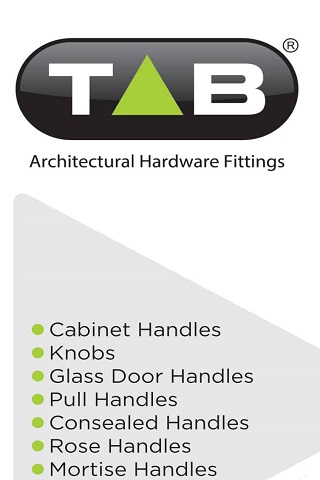 TAB®
Architectural Hardware Fittings
Cabinet Handles
Knobs
Glass Door Handles
Pull Handles
Consealed Handles
Rose Handles
Mortise Handles